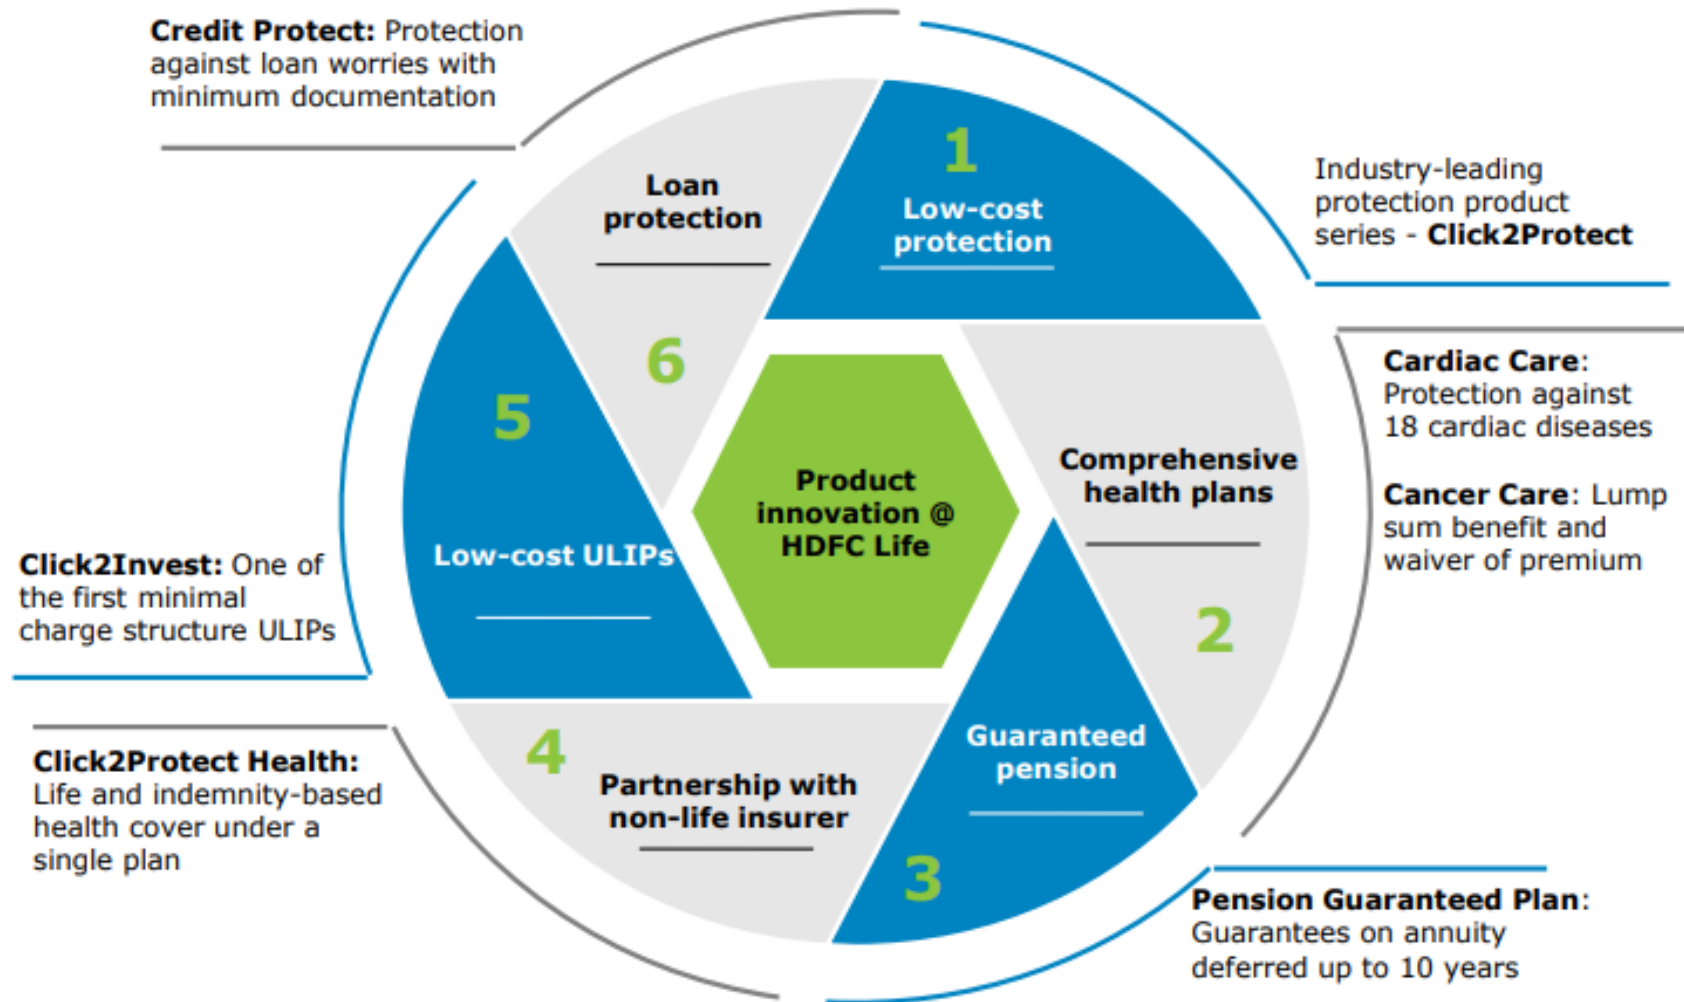 Credit Protect: Protection
against loan worries with
minimum documentation
1
Low-cost
protection
Industry-leading
protection product
series - Click2Protect
Comprehensive
health plans
2
Cardiac Care:
Protection against
18 cardiac diseases
Cancer Care: Lump
sum benefit and
waiver of premium
Guaranteed
pension
3
Pension Guaranteed Plan:
Guarantees on annuity
deferred up to 10 years
4
Partnership with
non-life insurer
Click2Protect Health:
Life and indemnity-based
health cover under a
single plan
5
Low-cost ULIPs
Click2Invest: One of
the first minimal
charge structure ULIPs
Loan
protection
6
Product
innovation @
HDFC Life